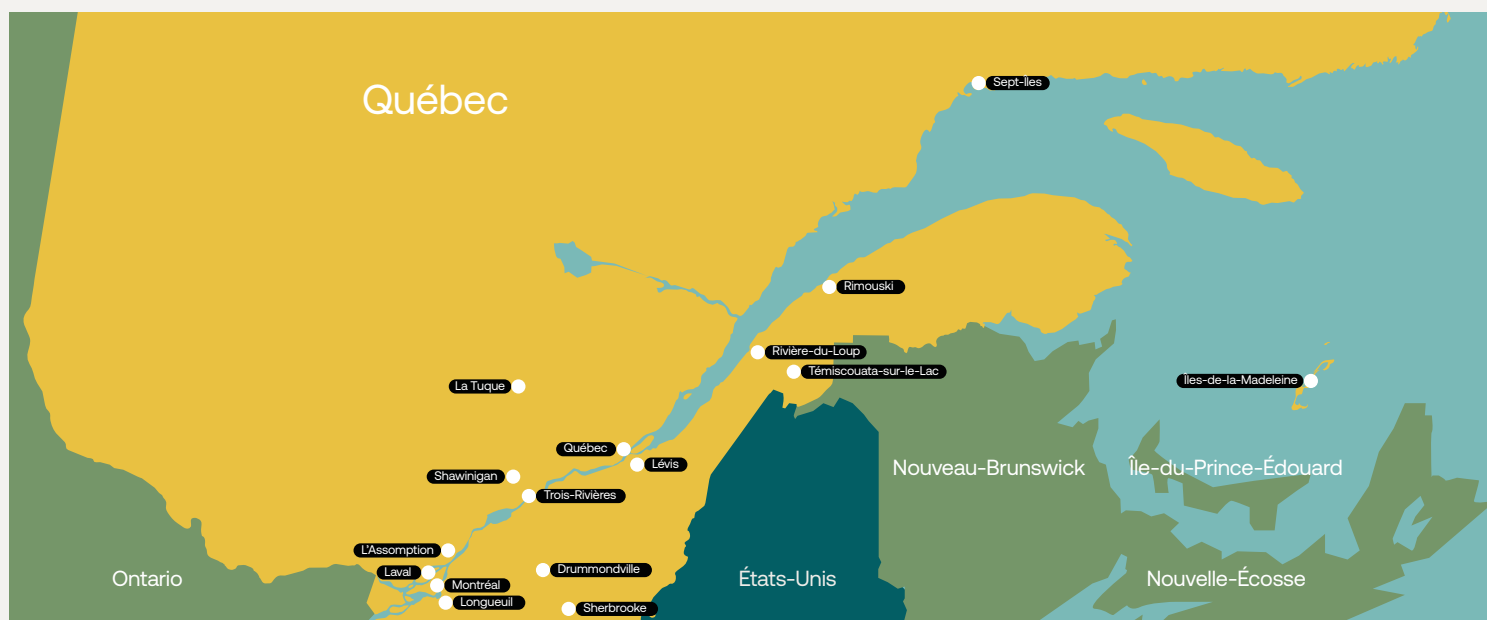 Sept-Îles
Québec
Rimouski
Rivière-du-Loup
Témiscouata-sur-le-Lac
Îles-de-la-Madeleine
La Tuque
Québec
Lévis
Nouveau-Brunswick
Île-du-Prince-Édouard
Shawinigan
Trois-Rivières
L'Assomption
Laval
Drummondville
Ontario
États-Unis
Nouvelle-Écosse
Montréal
Longueuil
Sherbrooke